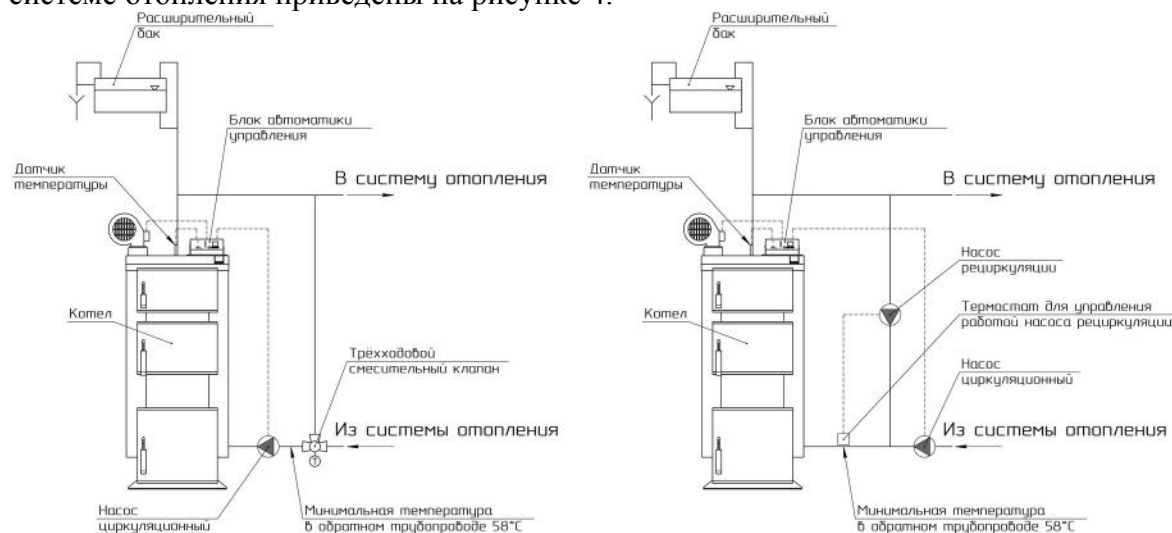 системе отопления приведены на рисунке 4.
Расширительный
бак
Блок автоматики
управления
Датчик
температуры
В систему отопления
Котел
Трёхходовой
смесительный клапан
Из системы отопления
T
Насос
циркуляционный
Минимальная температура
в обратном трубопроводе 58°С
Расширительный
бак
Блок автоматики
управления
Датчик
температуры
В систему отопления
Насос
рециркуляции
Котел
Термостат для управления
работой насоса рециркуляции
Насос
циркуляционный
Из системы отопления
Минимальная температура
в обратном трубопроводе 58°С